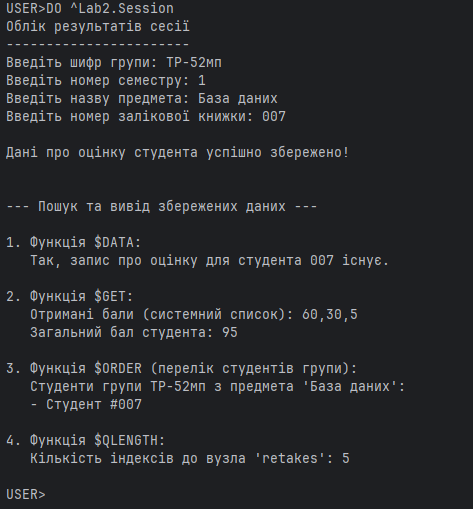 USER>DO ^Lab2.Session
Облік результатів сесії
-----------------------
Введіть шифр групи: ТР-52мп
Введіть номер семестру: 1
Введіть назву предмета: База даних
Введіть номер залікової книжки: 007
Дані про оцінку студента успішно збережено!
--- Пошук та вивід збережених даних ---
1. Функція $DATA:
Так, запис про оцінку для студента 007 існує.
2. Функція $GET:
Отримані бали (системний список): 60,30,5
Загальний бал студента: 95
3. Функція $ORDER (перелік студентів групи):
Студенти групи ТР-52мп з предмета 'База даних':
- Студент #007
4. Функція $QLENGTH:
Кількість індексів до вузла 'retakes': 5
USER>